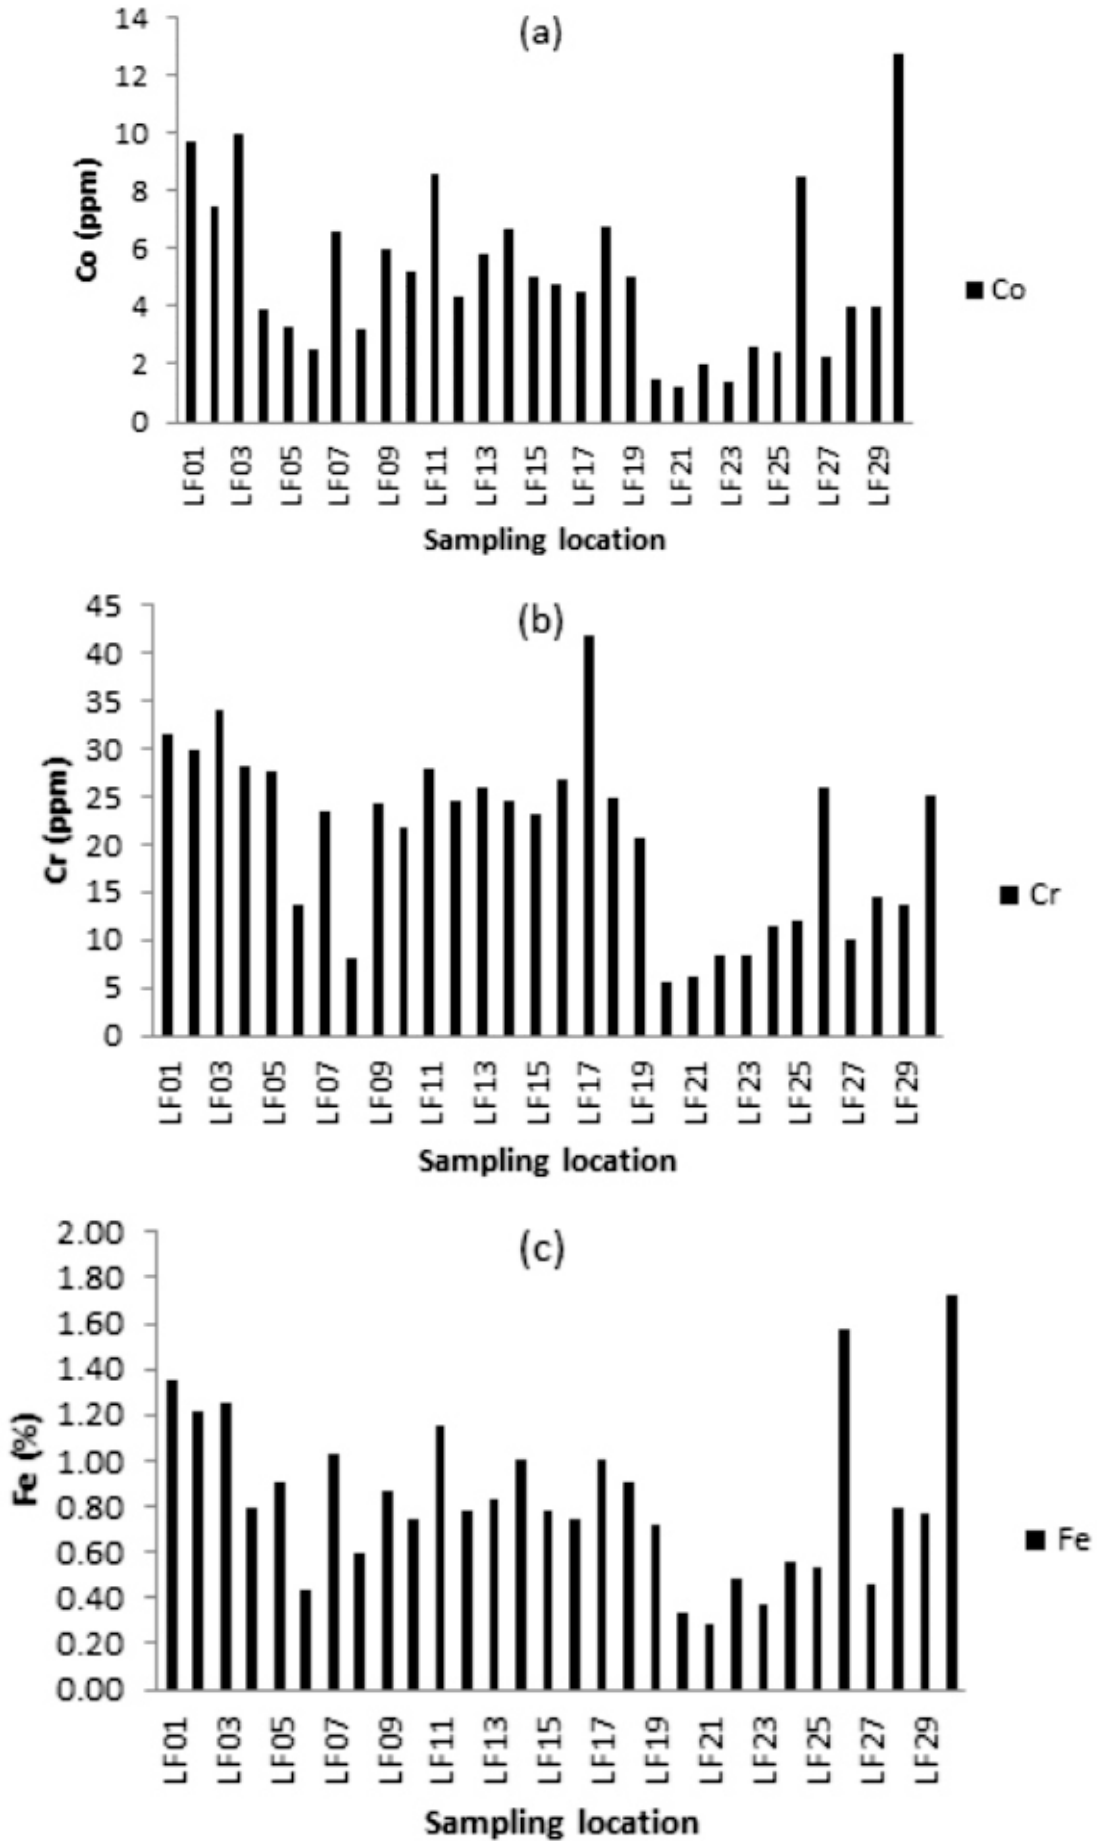 (a)
14
12
10
8
6
4
2
0
Co (ppm)
Co
LF01 LF03 LF05 LF07 LF09 LF11 LF13 LF15 LF17 LF19 LF21 LF23 LF25 LF27 LF29
Sampling location
(b)
45
40
35
30
25
20
15
10
5
0
Cr (ppm)
Cr
LF01 LF03 LF05 LF07 LF09 LF11 LF13 LF15 LF17 LF19 LF21 LF23 LF25 LF27 LF29
Sampling location
(c)
2.00
1.80
1.60
1.40
1.20
1.00
0.80
0.60
0.40
0.20
0.00
Fe (%)
Fe
LF01 LF03 LF05 LF07 LF09 LF11 LF13 LF15 LF17 LF19 LF21 LF23 LF25 LF27 LF29
Sampling location